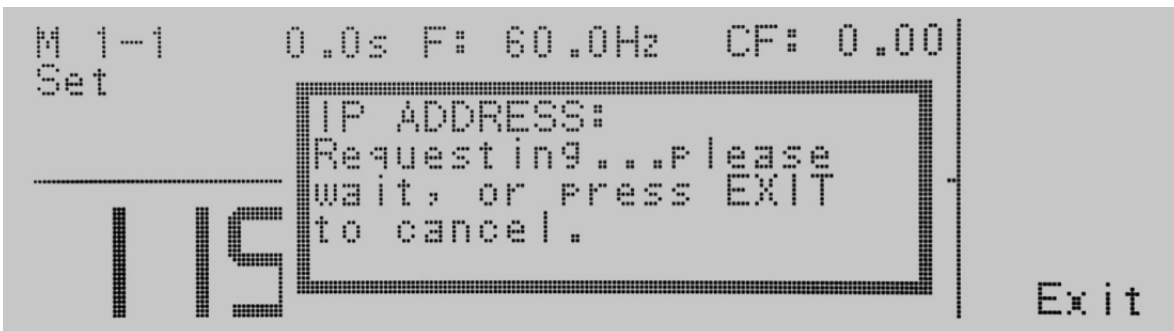 M 1-1 0.0s F: 60.0Hz CF: 0.00
Set
IP ADDRESS:
Requesting...please
wait, or press EXIT
to cancel.
115
Exit